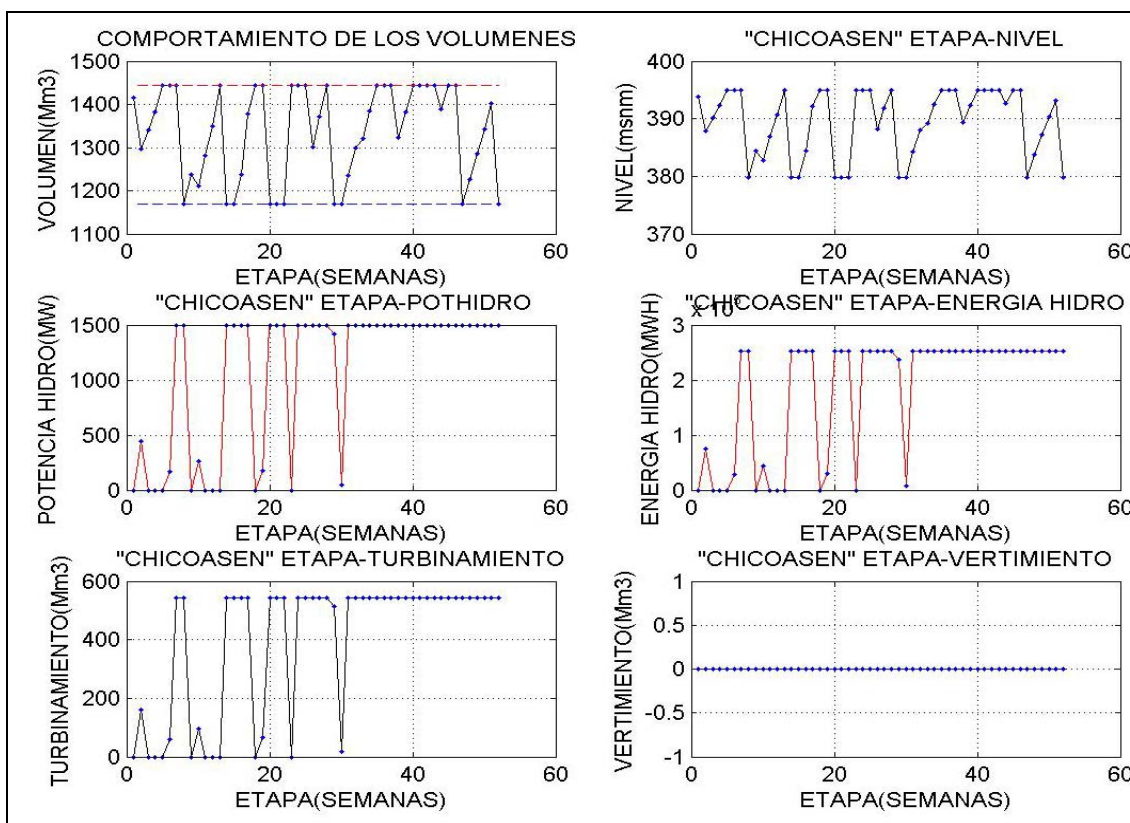 COMPORTAMIENTO DE LOS VOLUMENES
VOLUMEN(Mm3)
1500
1400
1300
1200
1100
0 20 40 60
ETAPA(SEMANAS)
"CHICOASEN" ETAPA-NIVEL
NIVEL(msnm)
400
390
380
370
0 20 40 60
ETAPA(SEMANAS)
"CHICOASEN" ETAPA-POTHIDRO
POTENCIA HIDRO(MW)
1500
1000
500
0
0 20 40 60
ETAPA(SEMANAS)
"CHICOASEN" ETAPA-ENERGIA HIDRO
x 10
ENERGIA HIDRO(MWH)
3
2
1
0
0 20 40 60
ETAPA(SEMANAS)
"CHICOASEN" ETAPA-TURBINAMIENTO
TURBINAMIENTO(Mm3)
600
400
200
0
0 20 40 60
ETAPA(SEMANAS)
"CHICOASEN" ETAPA-VERTIMIENTO
VERTIMIENTO(Mm3)
1
0.5
0
-0.5
-1
0 20 40 60
ETAPA(SEMANAS)